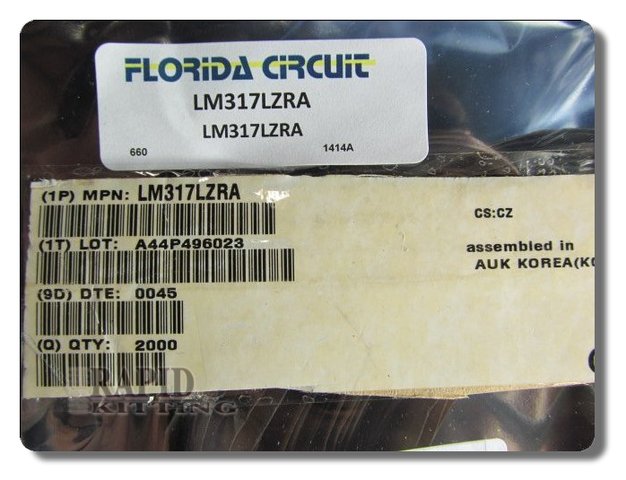 FLORIDA CIRCUIT
LM317LZRA
LM317LZRA
660 1414A
(1P) MPN: LM317LZRA
CS:CZ
(1T) LOT: A44P496023
assembled in
AUK KOREA(KO
(9D) DTE: 0045
(Q) QTY: 2000
RAPID
KITTING